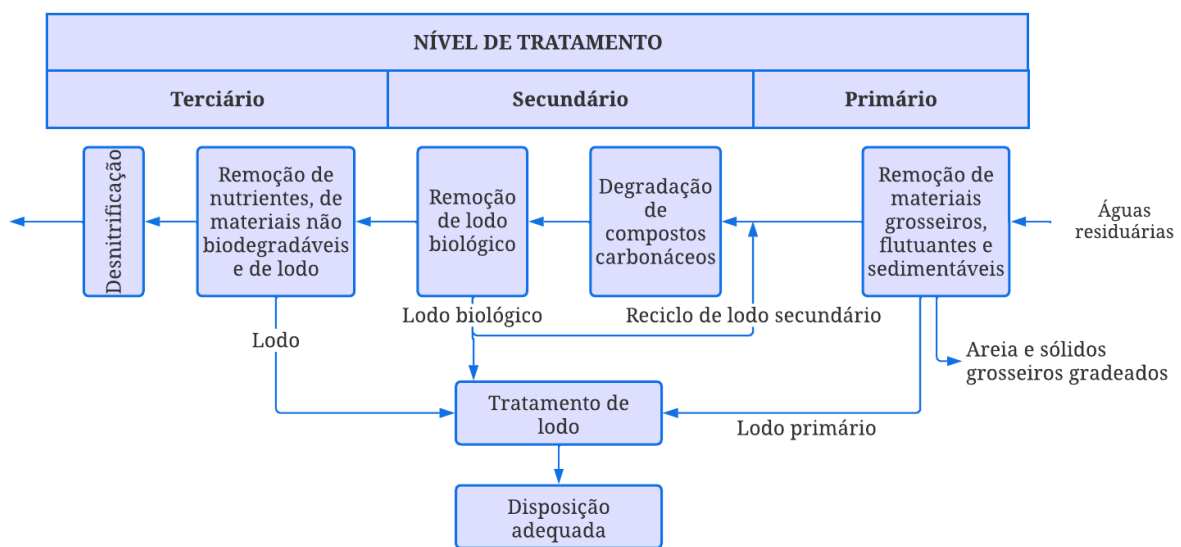 NÍVEL DE TRATAMENTO
Terciário
Secundário
Primário
Desnitrificação
Remoção de
nutrientes, de
materiais não
biodegradáveis
e de lodo
Remoção
de lodo
biológico
Degradação
de
compostos
carbonáceos
Remoção de
materiais
grosseiros,
flutuantes e
sedimentáveis
Águas
residuárias
Lodo
Lodo biológico
Reciclo de lodo secundário
Areia e sólidos
grosseiros gradeados
Tratamento de
lodo
Lodo primário
Disposição
adequada